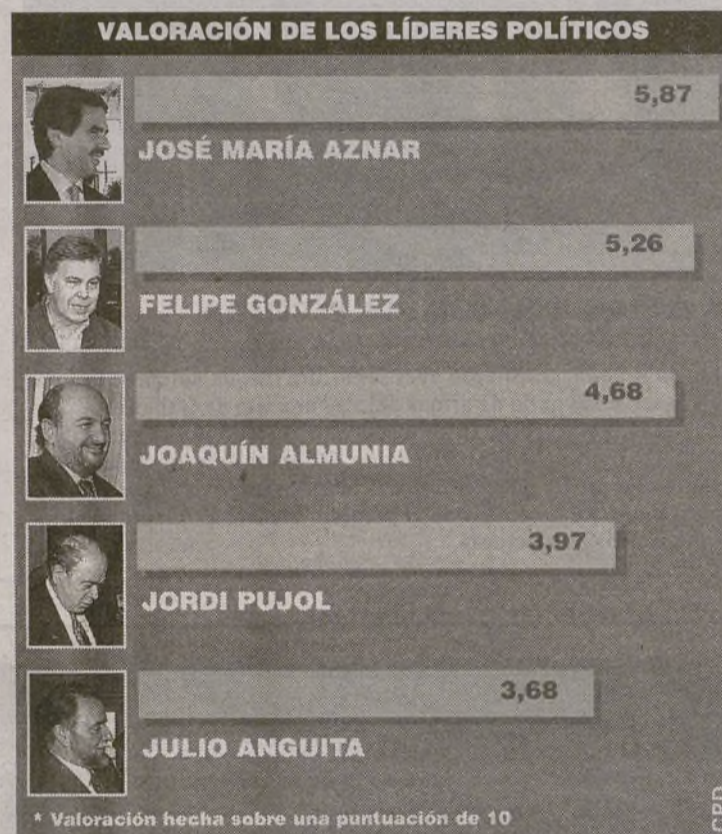 VALORACIÓN DE LOS LÍDERES POLÍTICOS
5,87
JOSÉ MARÍA AZNAR
5,26
FELIPE GONZÁLEZ
4,68
JOAQUÍN ALMUNIA
3,97
JORDI PUJOL
3,68
JULIO ANGUITA
* Valoración hecha sobre una puntuación de 10